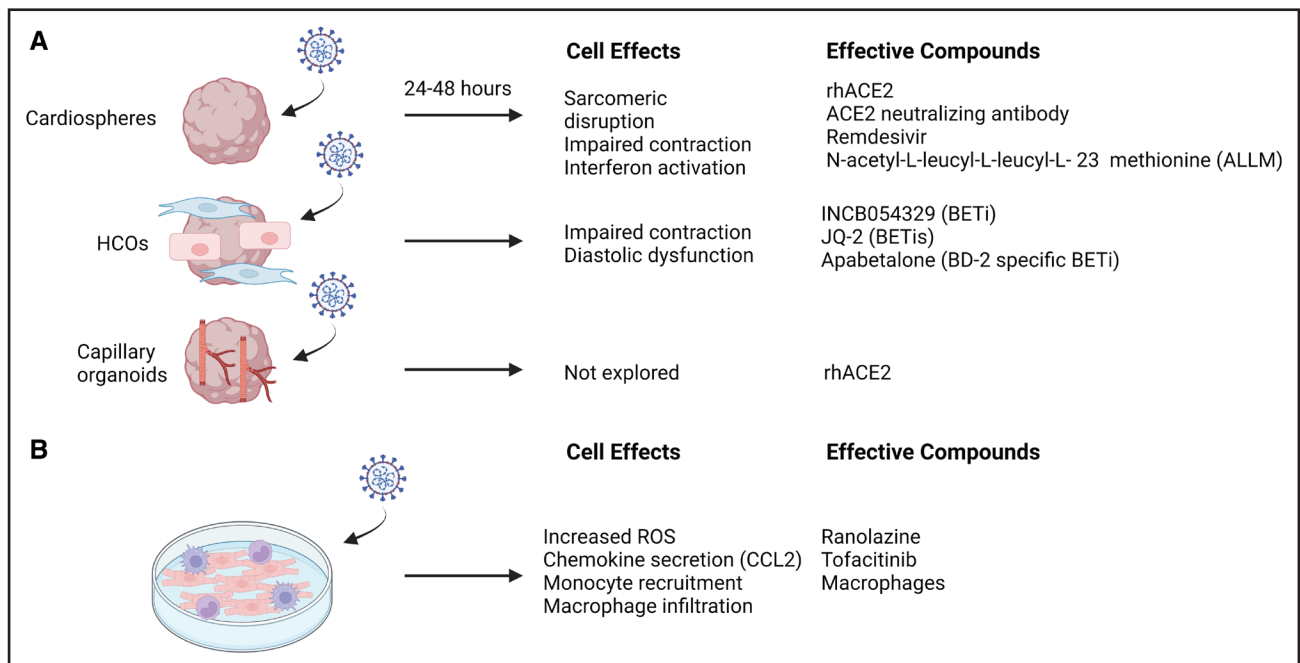 A
Cell Effects
Effective Compounds
Cardiospheres
24-48 hours
Sarcomeric
disruption
Impaired contraction
Interferon activation
rhACE2
ACE2 neutralizing antibody
Remdesivir
N-acetyl-L-leucyl-L-leucyl-L- 23 methionine (ALLM)
HCOs
Impaired contraction
Diastolic dysfunction
INCB054329 (BETi)
JQ-2 (BETis)
Apabetalone (BD-2 specific BETi)
Capillary
organoids
Not explored
rhACE2
B
Cell Effects
Effective Compounds
Increased ROS
Chemokine secretion (CCL2)
Monocyte recruitment
Macrophage infiltration
Ranolazine
Tofacitinib
Macrophages